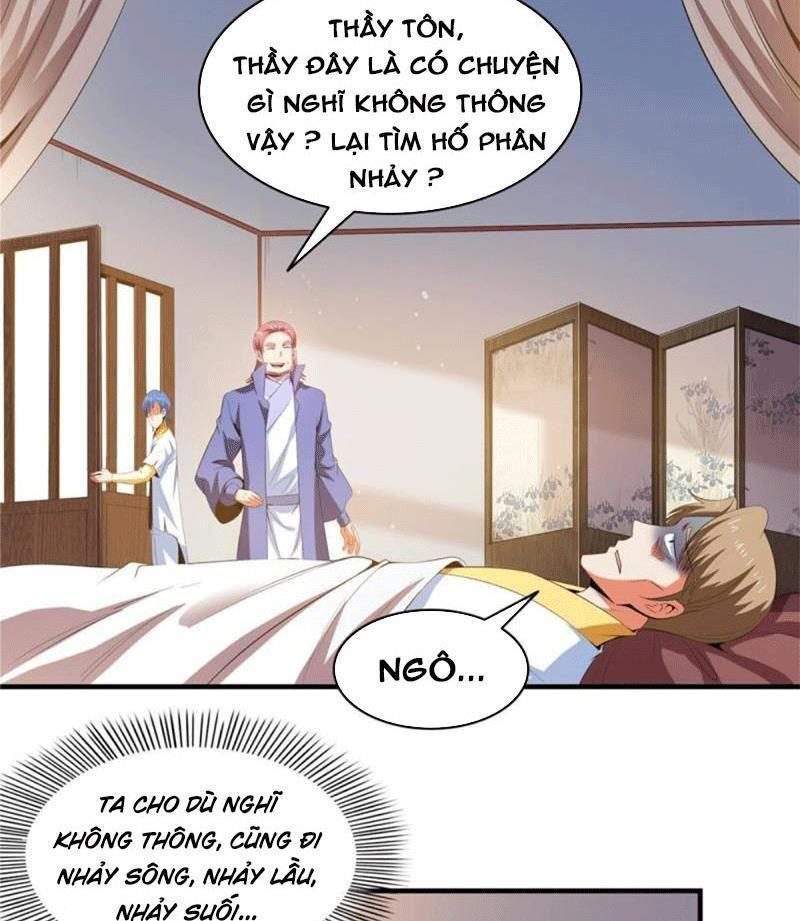 THẦY TÔN,
THẦY ĐÂY LÀ CÓ CHUYỆN
GÌ NGHĨ KHÔNG THÔNG
VẬY ? LẠI TÌM HỐ PHÂN
NHẢY ?
NGÔ...
TA CHO DÙ NGHĨ
KHÔNG THÔNG, CŨNG ĐI
NHẢY SÔNG, NHẢY LẦU,
NHẢY SUỐI...